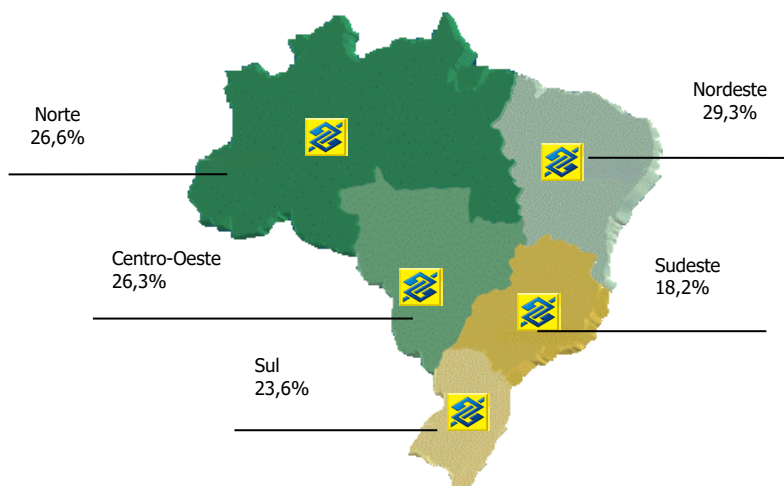 Norte
26,6%
Nordeste
29,3%
Centro-Oeste
26,3%
Sudeste
18,2%
Sul
23,6%